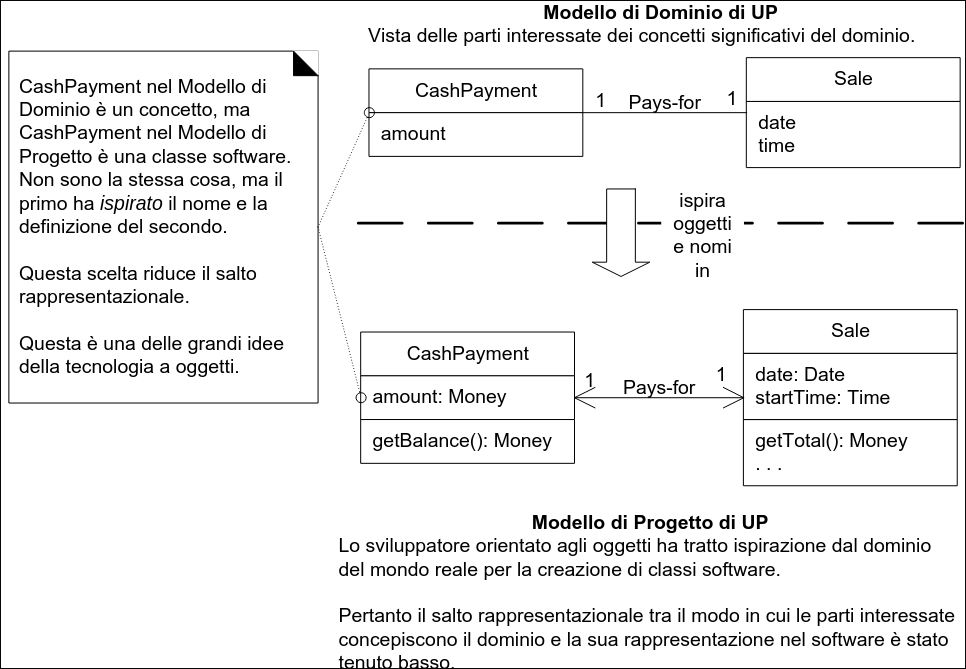 Modello di Dominio di UP
Vista delle parti interessate dei concetti significativi del dominio.
CashPayment nel Modello di
Dominio è un concetto, ma
CashPayment nel Modello di
Progetto è una classe software.
Non sono la stessa cosa, ma il
primo ha ispirato il nome e la
definizione del secondo.
Questa scelta riduce il salto
rappresentazionale.
Questa è una delle grandi idee
della tecnologia a oggetti.
CashPayment
amount
1 Pays-for 1
Sale
date
time
ispira
oggetti
e nomi
in
CashPayment
amount: Money
getBalance(): Money
1 Pays-for 1
Sale
date: Date
startTime: Time
getTotal(): Money
. . .
Modello di Progetto di UP
Lo sviluppatore orientato agli oggetti ha tratto ispirazione dal dominio
del mondo reale per la creazione di classi software.
Pertanto il salto rappresentazionale tra il modo in cui le parti interessate
concepiscono il dominio e la sua rappresentazione nel software è stato
tenuto basso.